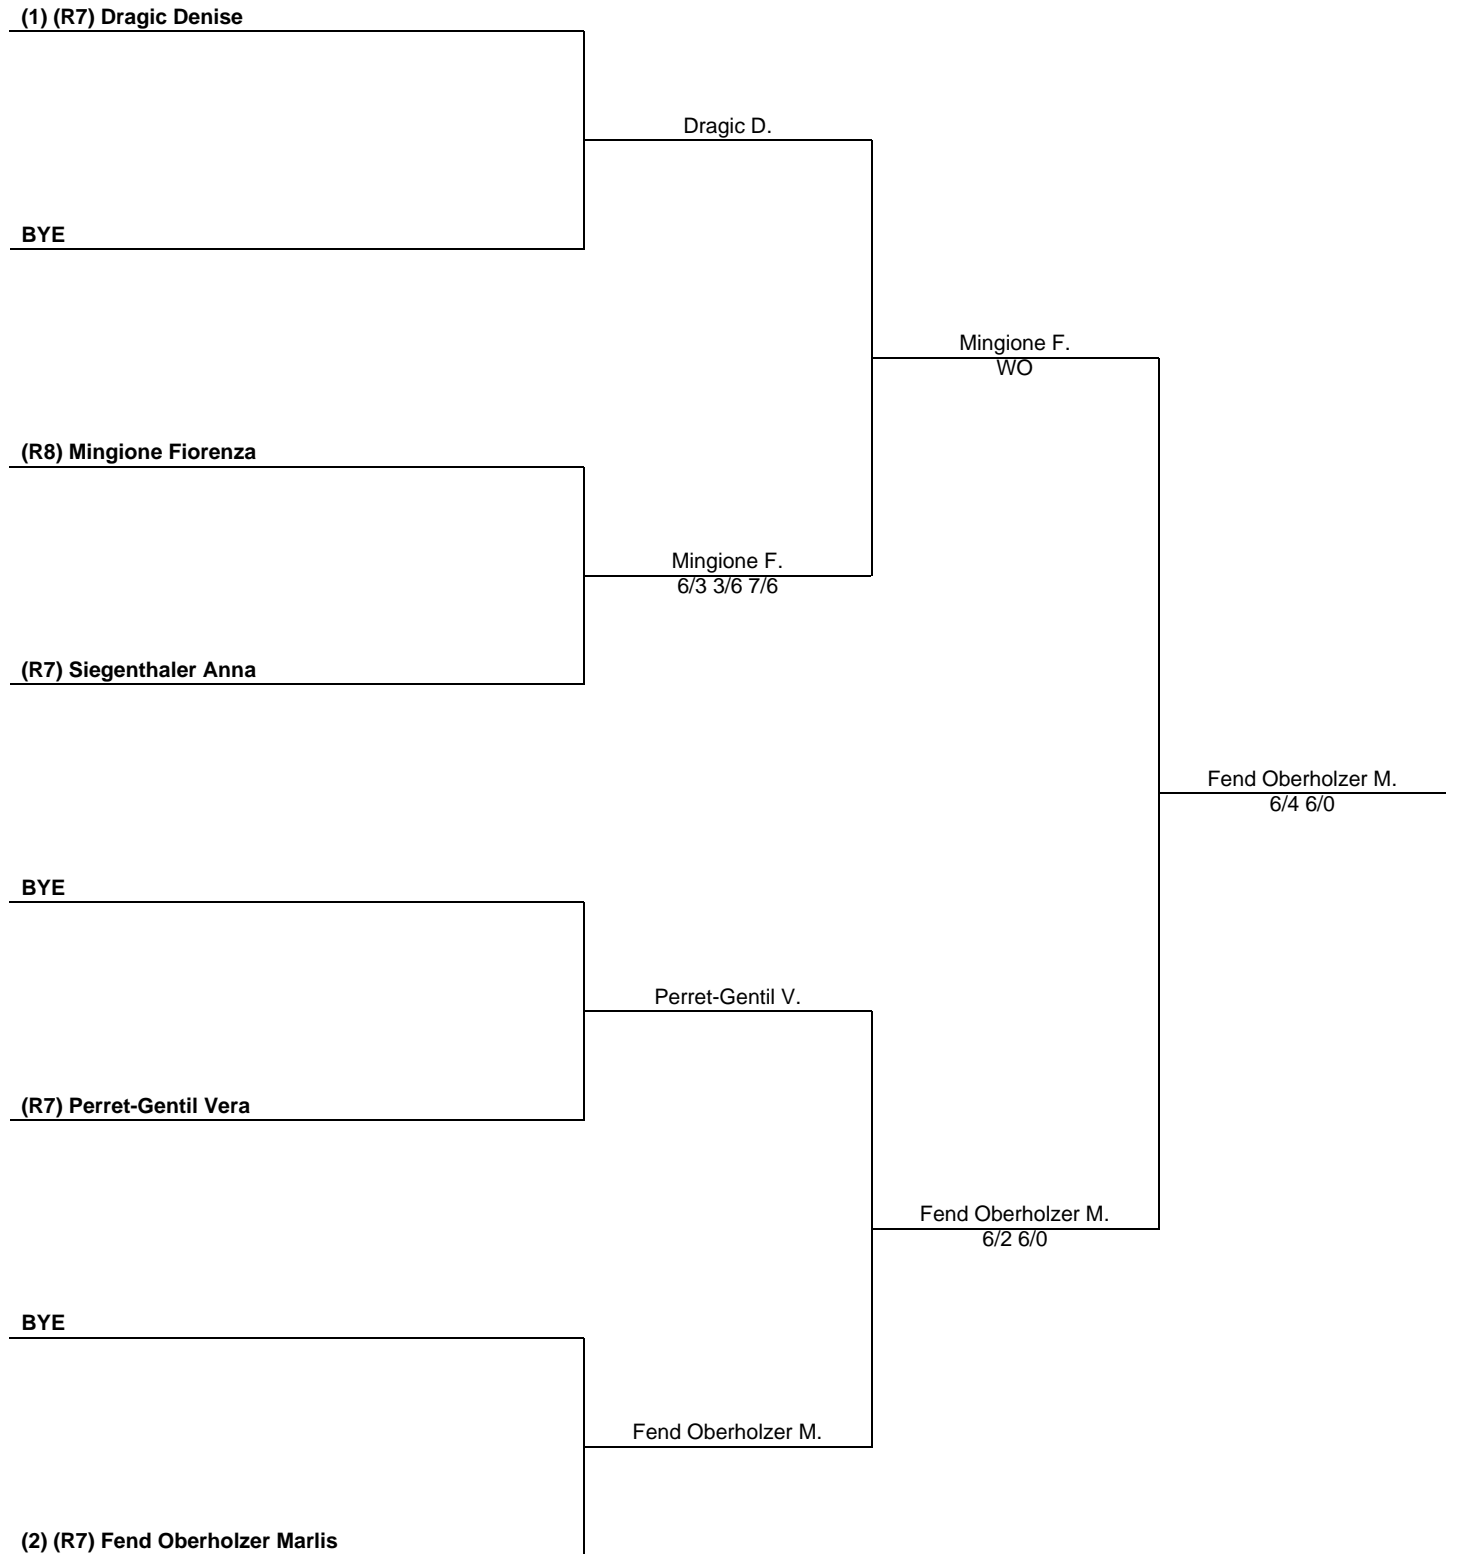 (1) (R7) Dragic Denise
Dragic D.
BYE
Mingione F.
WO
(R8) Mingione Fiorenza
Mingione F.
6/3 3/6 7/6
(R7) Siegenthaler Anna
Fend Oberholzer M.
6/4 6/0
BYE
Perret-Gentil V.
(R7) Perret-Gentil Vera
Fend Oberholzer M.
6/2 6/0
BYE
Fend Oberholzer M.
(2) (R7) Fend Oberholzer Marlis